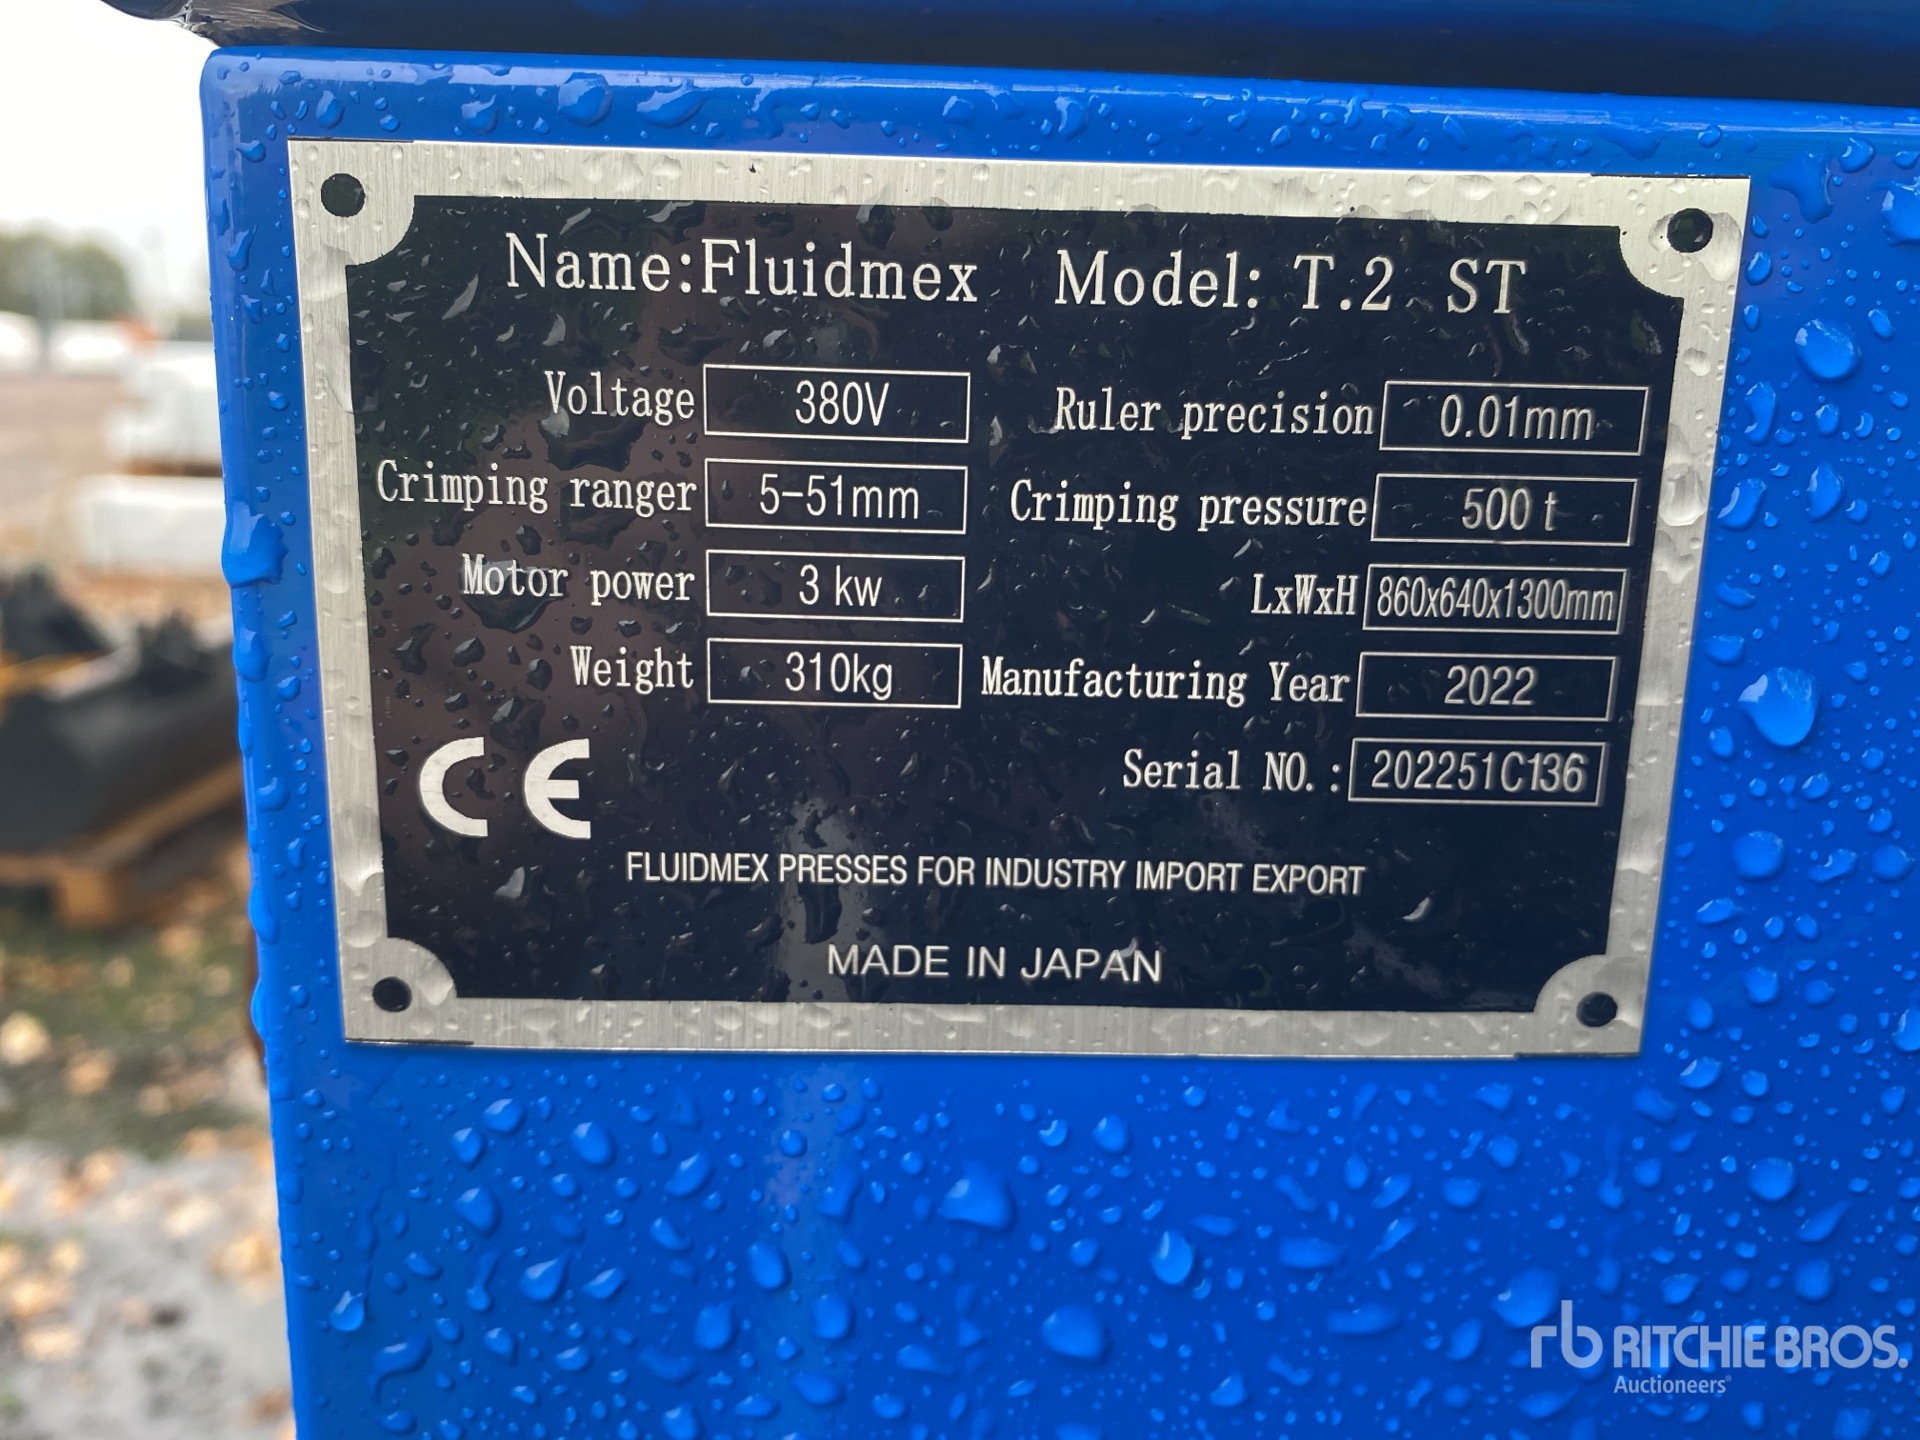 Name:Fluidmex Model: T.2 ST
Voltage 380V Ruler precision 0.01mm
Crimping ranger 5-51mm Crimping pressure 500 t
Motor power 3 kw LxWxH 860x640x1300mm
Weight 310kg Manufacturing Year 2022
CE Serial NO.: 202251C136
FLUIDMEX PRESSES FOR INDUSTRY IMPORT EXPORT
MADE IN JAPAN
rb RITCHIE BROS.
Auctioneers®